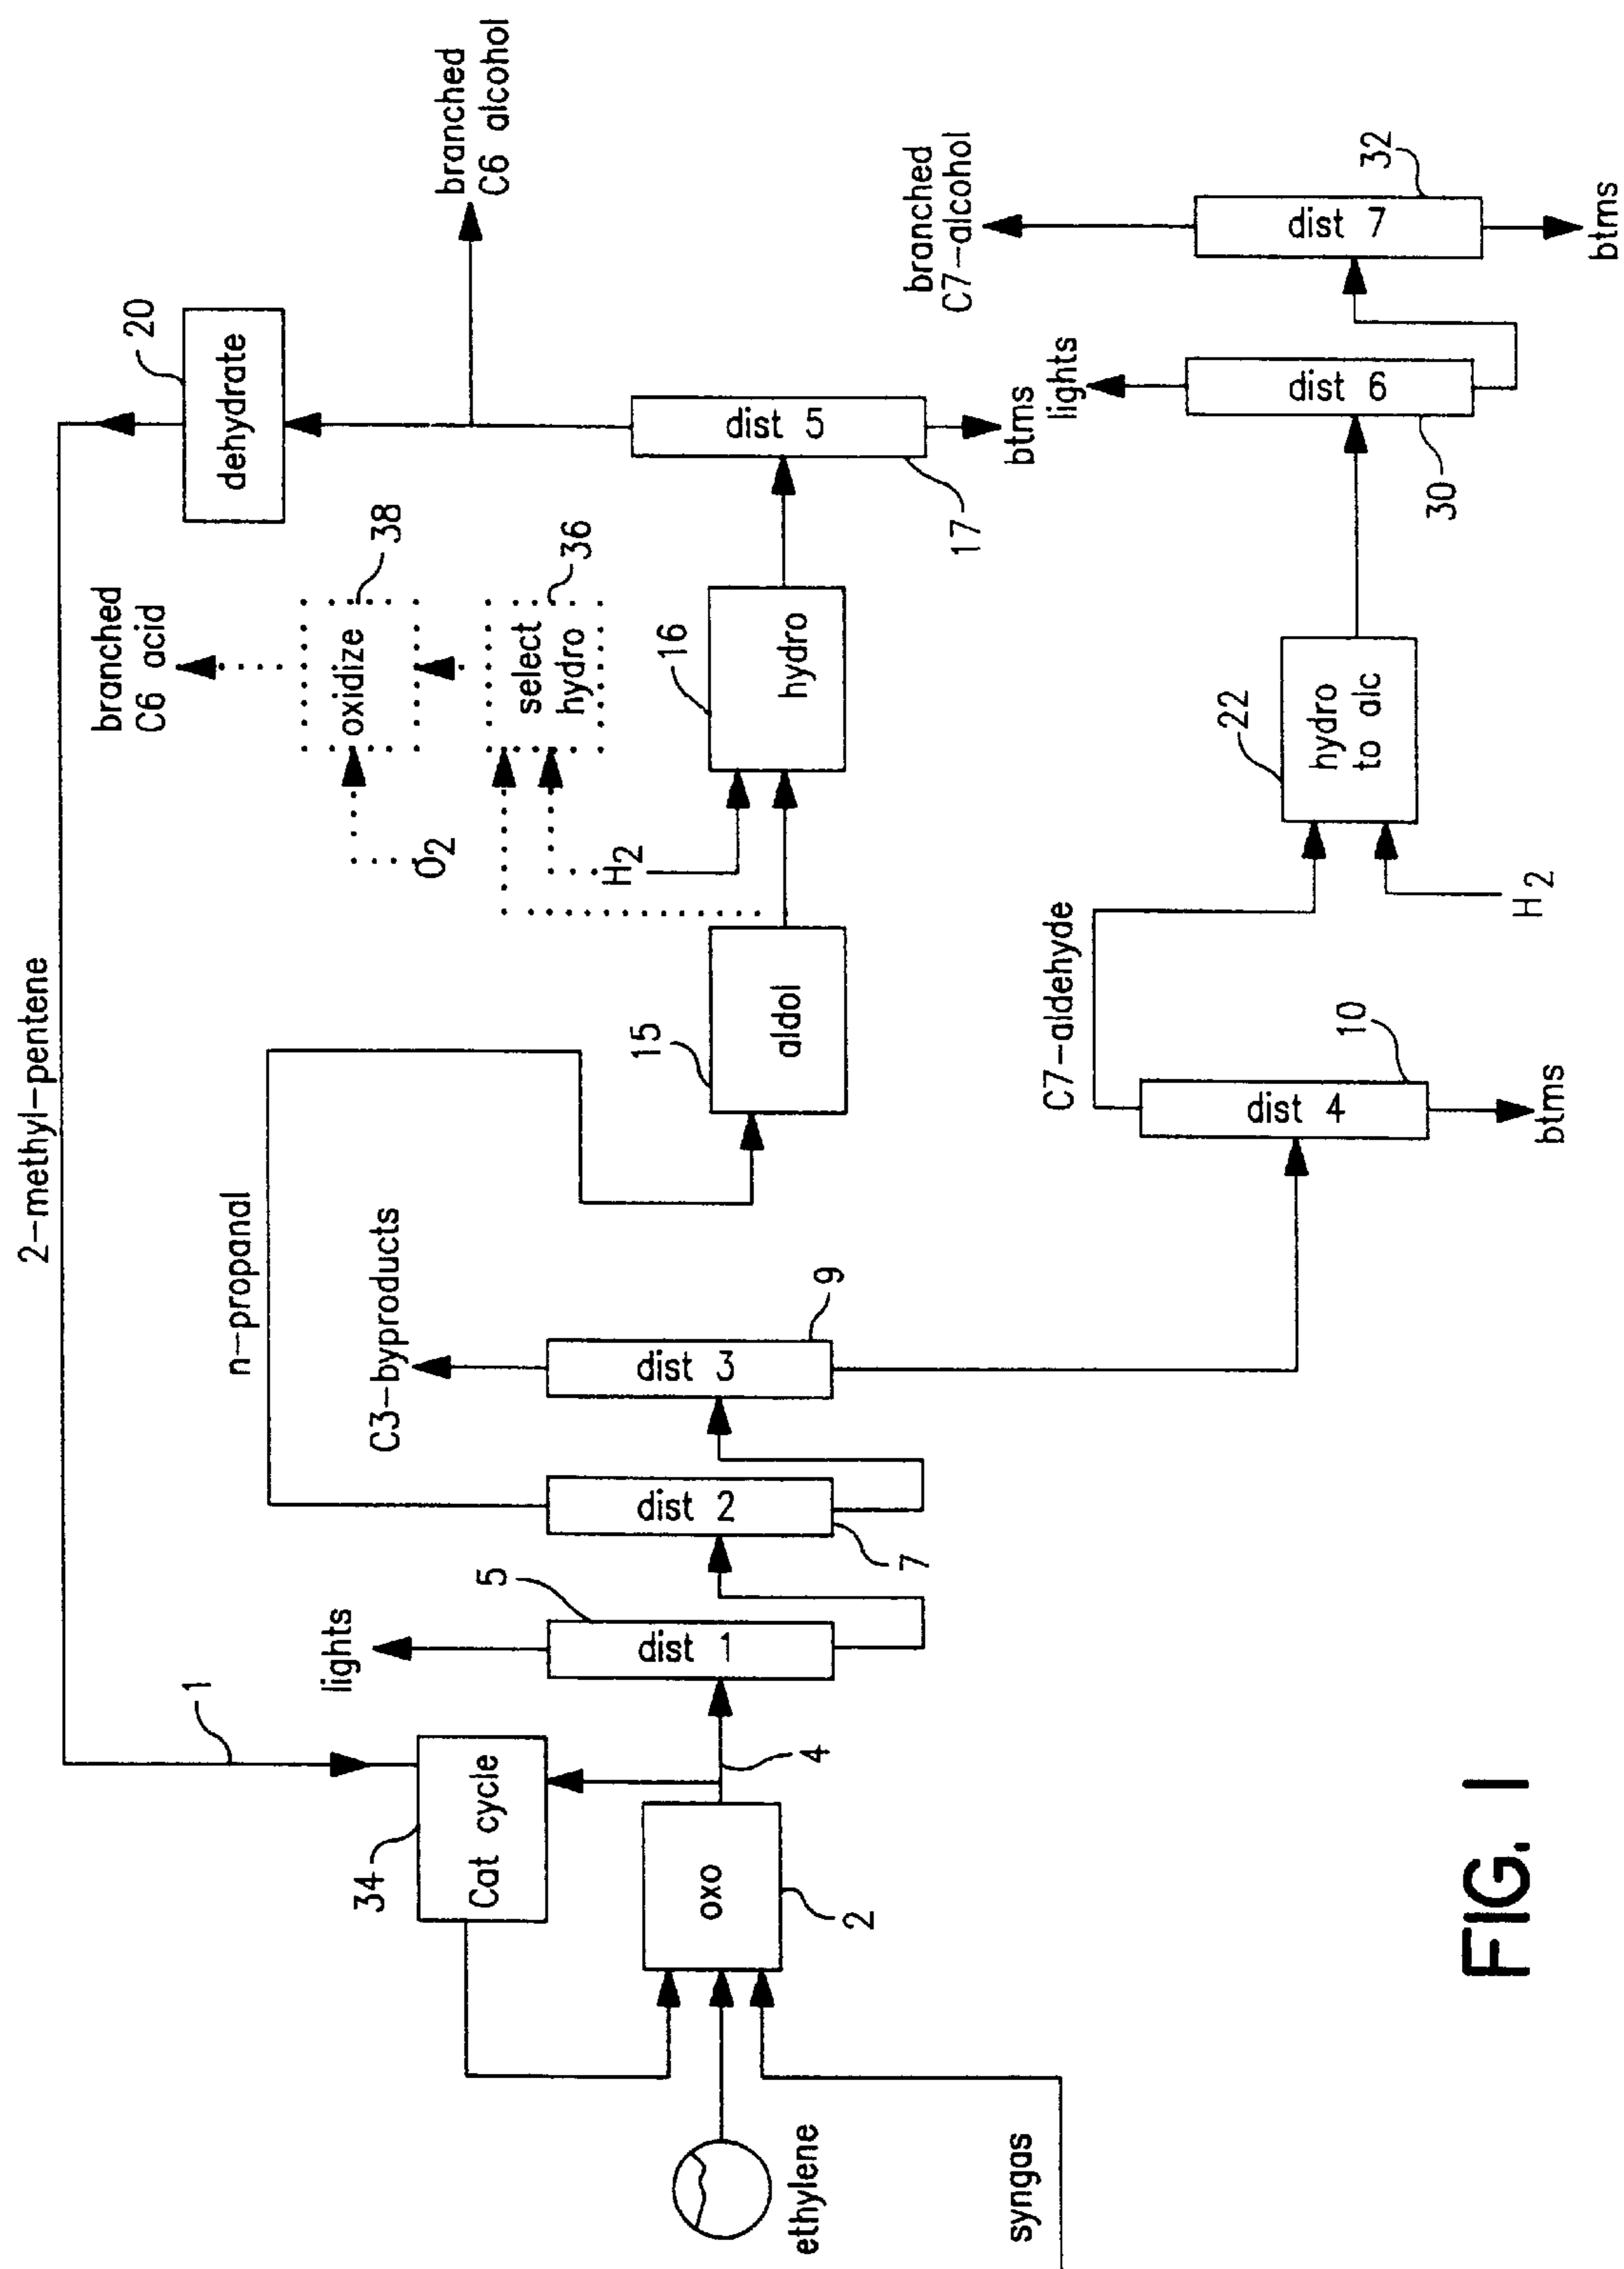 2-methyl-pentene
1
34
Cat cycle
oxo
2
ethylene
syngas
4
lights
5
dist 1
n-propanal
dist 2
7
C3-byproducts
dist 3
9
15
aldol
H2
O2
16
hydro
select
hydro
36
oxidize
38
branched
C6 acid
dehydrate
20
dist 5
17
btms
branched
C6 alcohol
C7-aldehyde
dist 4
10
btms
H2
22
hydro
to alc
lights
dist 6
30
branched
C7-alcohol
dist 7
32
btms
FIG. 1